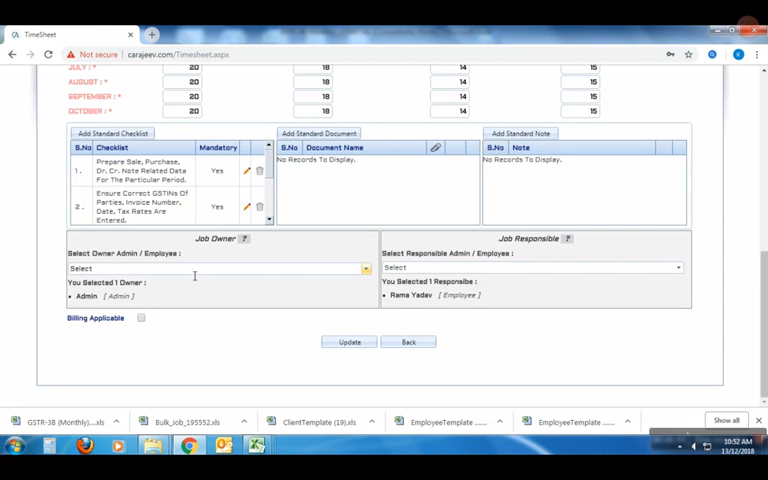 TimeSheet
Not secure | carajeev.com/Timesheet.aspx
JULY : * 20 18 14 15
AUGUST : * 20 18 14 15
SEPTEMBER : * 20 18 14 15
OCTOBER : * 20 18 14 15
Add Standard Checklist Add Standard Document Add Standard Note
S.No Checklist Mandatory S.No Document Name S.No Note
No Records To Display. No Records To Display.
1. Prepare Sale, Purchase, Dr. Cr. Note Related Data For The Particular Period. Yes
2. Ensure Correct GSTINs Of Parties, Invoice Number, Date, Tax Rates Are Entered. Yes
Job Owner ? Job Responsible ?
Select Owner Admin / Employee : Select Responsible Admin / Employee :
Select Select
You Selected 1 Owner : You Selected 1 Responsibe :
• Admin [ Admin ] • Rama Yadav [ Employee ]
Billing Applicable
Update Back
GSTR-3B (Monthly)....xls Bulk_Job_195552.xls ClientTemplate (19).xls EmployeeTemplate ... EmployeeTemplate ... Show all
10:52 AM
13/12/2018